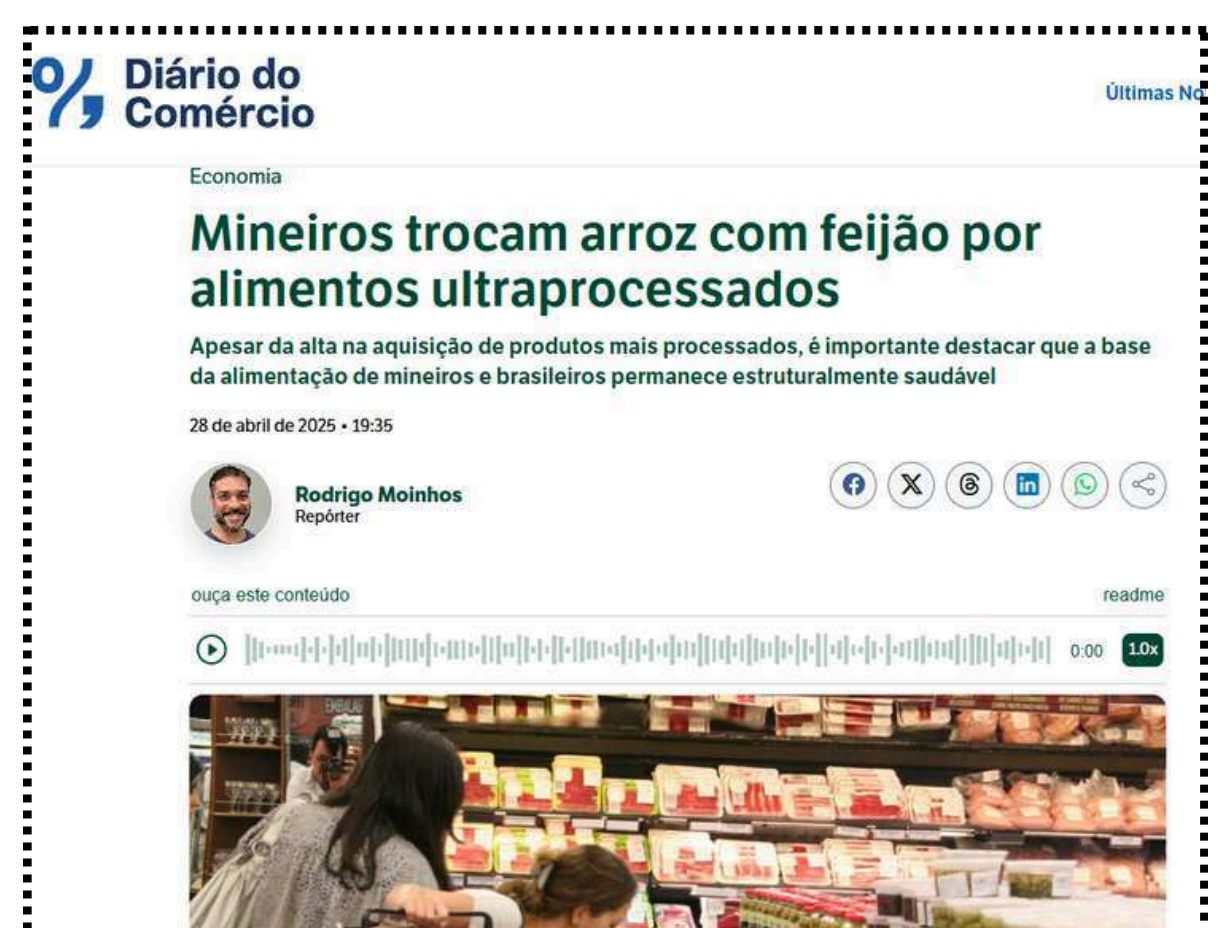 Diário do
Comércio
Últimas No
Economia
Mineiros trocam arroz com feijão por
alimentos ultraprocessados
Apesar da alta na aquisição de produtos mais processados, é importante destacar que a base
da alimentação de mineiros e brasileiros permanece estruturalmente saudável
28 de abril de 2025 • 19:35
Rodrigo Moinhos
Repórter
ouça este conteúdo
readme
0:00
1.0x